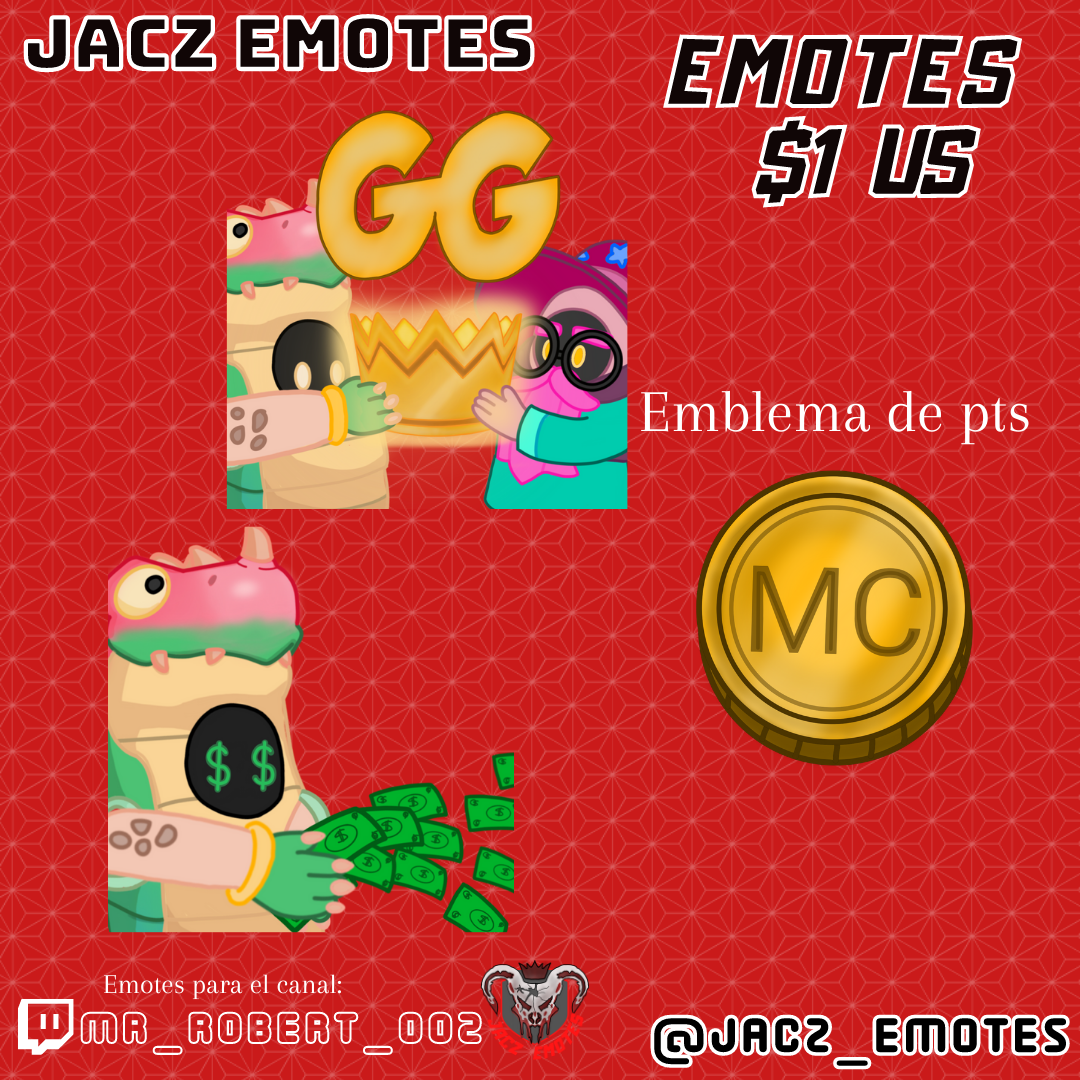 JACZ EMOTES
EMOTES
$1 US
GG
Emblema de pts
MC
$ $
Emotes para el canal:
MR_ROBERT_002
@JACZ_EMOTES